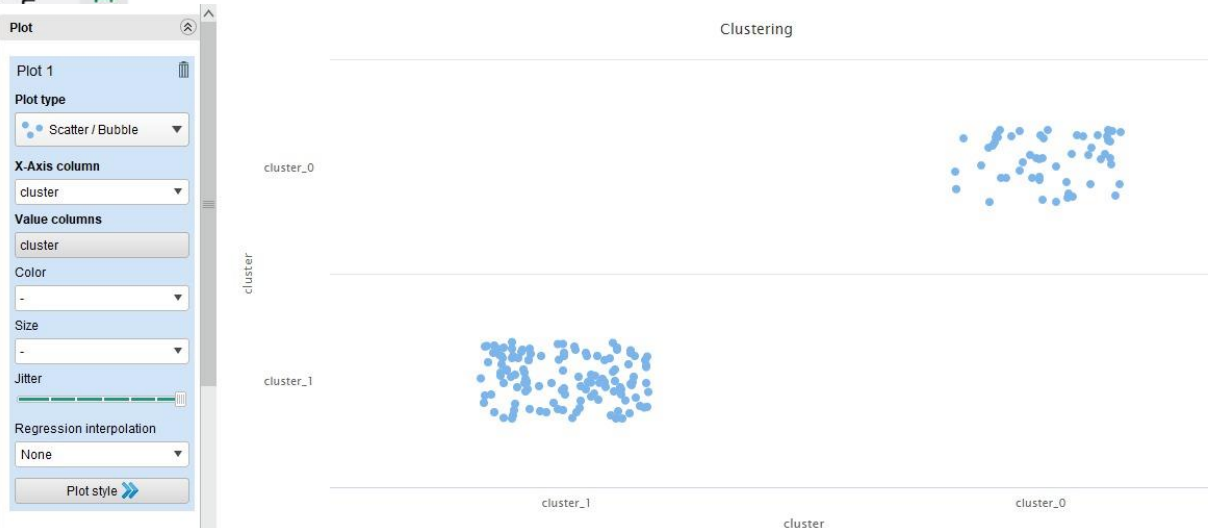 Plot
Plot 1
Plot type
Scatter / Bubble
X-Axis column
cluster
Value columns
cluster
Color
-
Size
-
Jitter
Regression interpolation
None
Plot style
Clustering
cluster_0
cluster
cluster_1
cluster_1 cluster_0
cluster